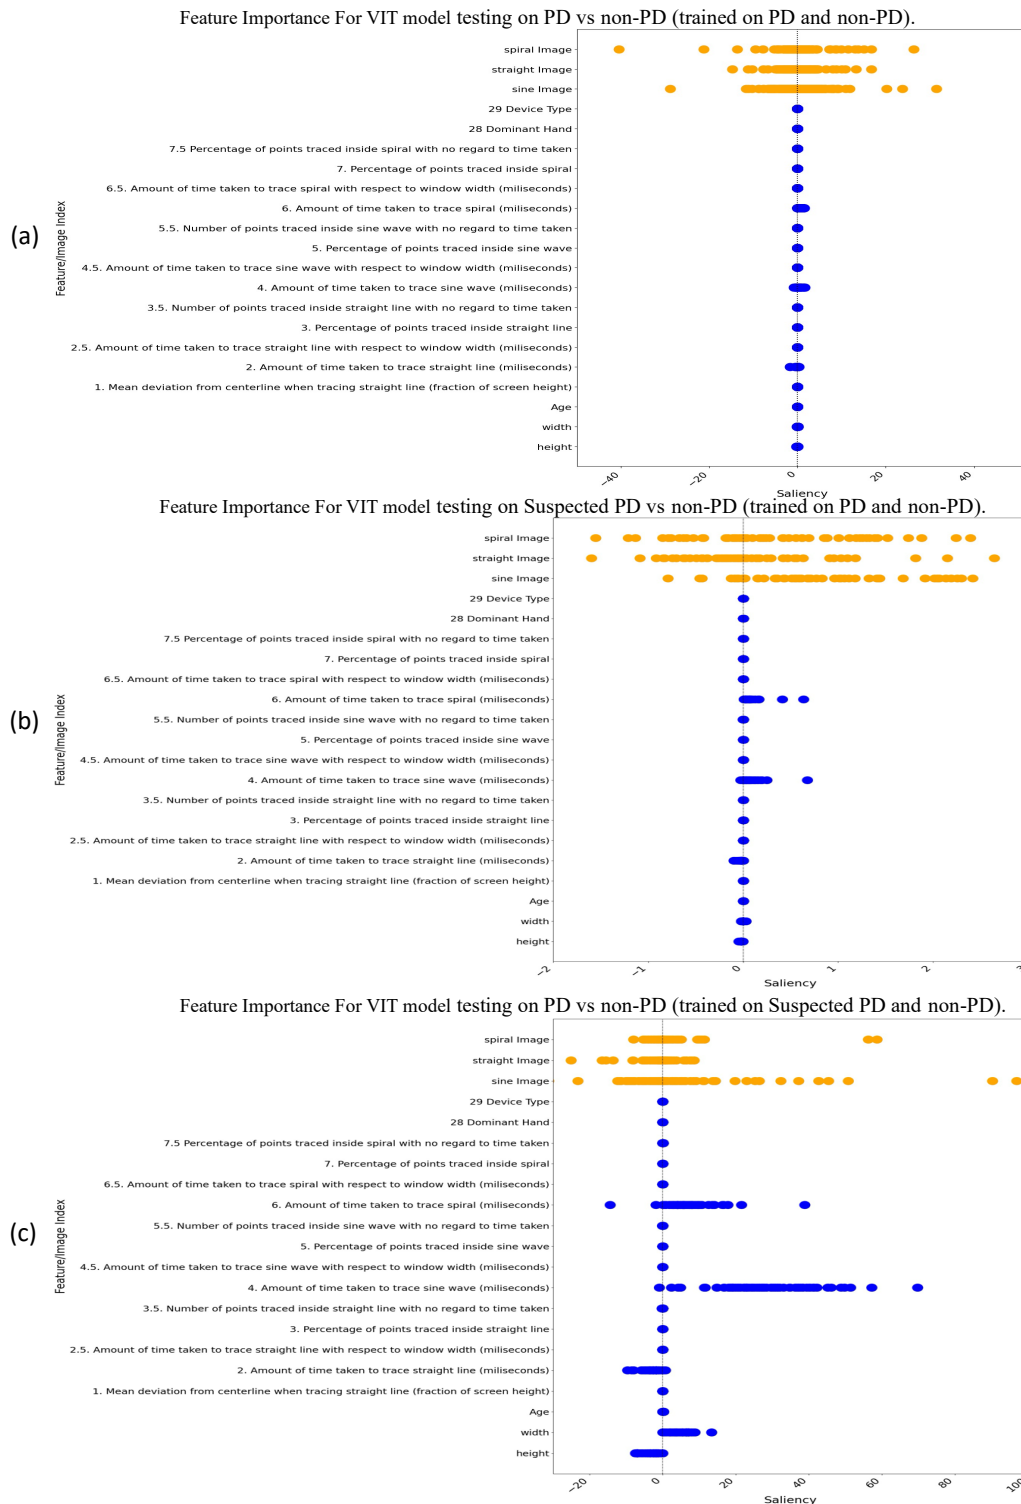 Feature Importance For VIT model testing on PD vs non-PD (trained on PD and non-PD).
(a)
Feature/Image Index
spiral Image
straight Image
sine Image
29 Device Type
28 Dominant Hand
7.5 Percentage of points traced inside spiral with no regard to time taken
7. Percentage of points traced inside spiral
6.5. Amount of time taken to trace spiral with respect to window width (miliseconds)
6. Amount of time taken to trace spiral (miliseconds)
5.5. Number of points traced inside sine wave with no regard to time taken
5. Percentage of points traced inside sine wave
4.5. Amount of time taken to trace sine wave with respect to window width (miliseconds)
4. Amount of time taken to trace sine wave (miliseconds)
3.5. Number of points traced inside straight line with no regard to time taken
3. Percentage of points traced inside straight line
2.5. Amount of time taken to trace straight line with respect to window width (miliseconds)
2. Amount of time taken to trace straight line (miliseconds)
1. Mean deviation from centerline when tracing straight line (fraction of screen height)
Age
width
height
−40 −20 0 20 40
Saliency
Feature Importance For VIT model testing on Suspected PD vs non-PD (trained on PD and non-PD).
(b)
Feature/Image Index
spiral Image
straight Image
sine Image
29 Device Type
28 Dominant Hand
7.5 Percentage of points traced inside spiral with no regard to time taken
7. Percentage of points traced inside spiral
6.5. Amount of time taken to trace spiral with respect to window width (miliseconds)
6. Amount of time taken to trace spiral (miliseconds)
5.5. Number of points traced inside sine wave with no regard to time taken
5. Percentage of points traced inside sine wave
4.5. Amount of time taken to trace sine wave with respect to window width (miliseconds)
4. Amount of time taken to trace sine wave (miliseconds)
3.5. Number of points traced inside straight line with no regard to time taken
3. Percentage of points traced inside straight line
2.5. Amount of time taken to trace straight line with respect to window width (miliseconds)
2. Amount of time taken to trace straight line (miliseconds)
1. Mean deviation from centerline when tracing straight line (fraction of screen height)
Age
width
height
−2 −1 0 1 2 3
Saliency
Feature Importance For VIT model testing on PD vs non-PD (trained on Suspected PD and non-PD).
(c)
Feature/Image Index
spiral Image
straight Image
sine Image
29 Device Type
28 Dominant Hand
7.5 Percentage of points traced inside spiral with no regard to time taken
7. Percentage of points traced inside spiral
6.5. Amount of time taken to trace spiral with respect to window width (miliseconds)
6. Amount of time taken to trace spiral (miliseconds)
5.5. Number of points traced inside sine wave with no regard to time taken
5. Percentage of points traced inside sine wave
4.5. Amount of time taken to trace sine wave with respect to window width (miliseconds)
4. Amount of time taken to trace sine wave (miliseconds)
3.5. Number of points traced inside straight line with no regard to time taken
3. Percentage of points traced inside straight line
2.5. Amount of time taken to trace straight line with respect to window width (miliseconds)
2. Amount of time taken to trace straight line (miliseconds)
1. Mean deviation from centerline when tracing straight line (fraction of screen height)
Age
width
height
−20 0 20 40 60 80 100
Saliency